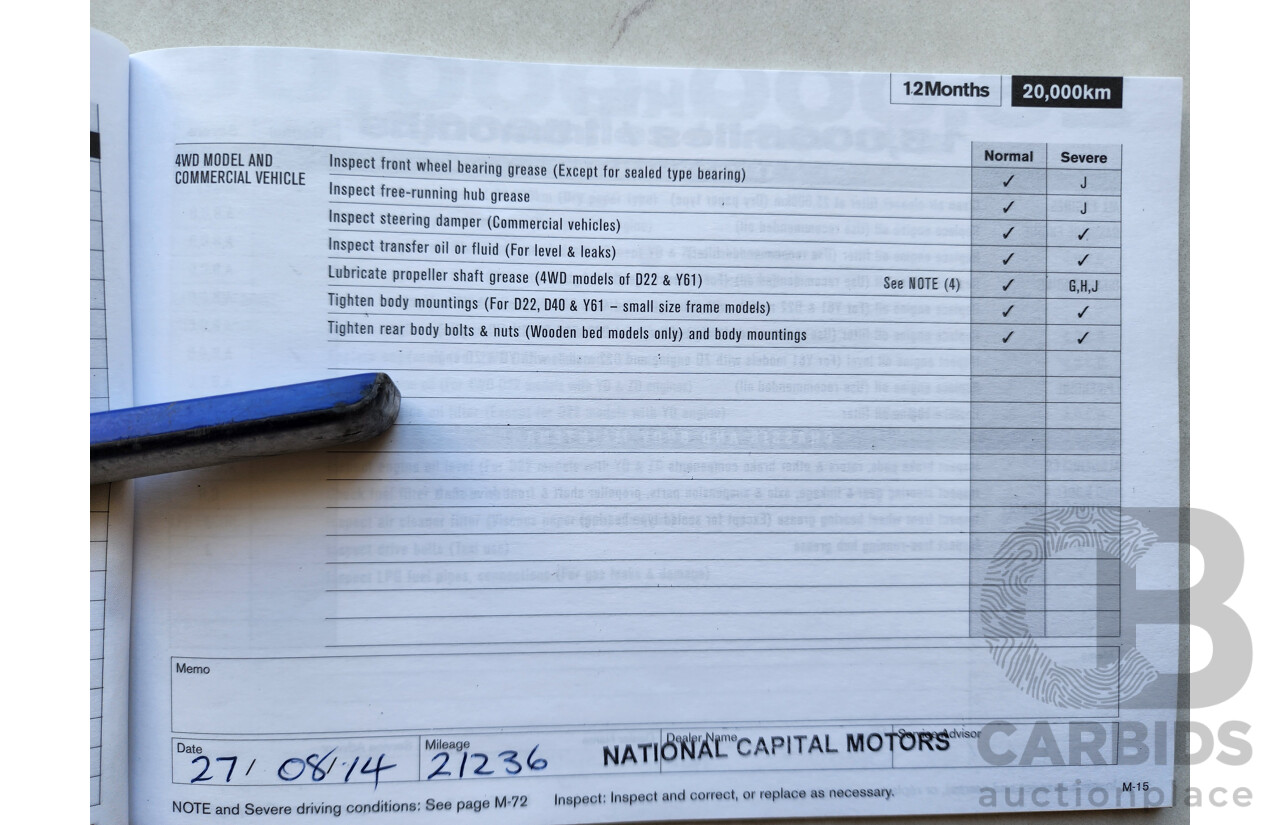 12Months 20,000km
Normal Severe
4WD MODEL AND
COMMERCIAL VEHICLE
Inspect front wheel bearing grease (Except for sealed type bearing) ✓ J
Inspect free-running hub grease ✓ J
Inspect steering damper (Commercial vehicles) ✓ ✓
Inspect transfer oil or fluid (For level & leaks) ✓ ✓
Lubricate propeller shaft grease (4WD models of D22 & Y61) See NOTE (4) ✓ G,H,J
Tighten body mountings (For D22, D40 & Y61 – small size frame models) ✓ ✓
Tighten rear body bolts & nuts (Wooden bed models only) and body mountings ✓ ✓
Memo
Date Mileage Dealer Name Service Advisor
27/ 08/14 21236 NATIONAL CAPITAL MOTORS
NOTE and Severe driving conditions: See page M-72 Inspect: Inspect and correct, or replace as necessary.
M-15
CB
CARBIDS
auctionplace